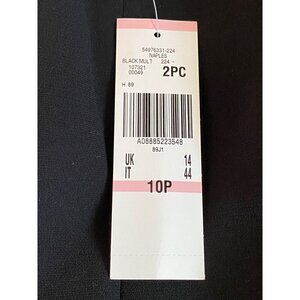 54976331-224
NAPLES
BLACK MULT 224 -
107321
00049 2PC
H 89
A08885223548
89J1
UK 14
IT 44
10P